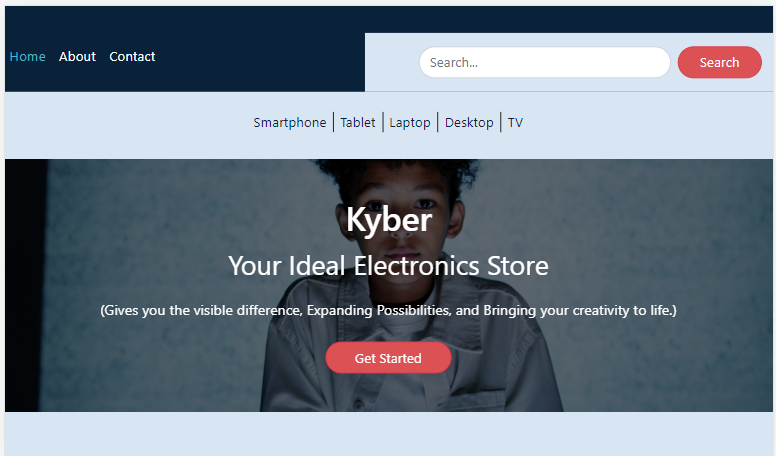 Home About Contact Search... Search
Smartphone Tablet Laptop Desktop TV
Kyber
Your Ideal Electronics Store
(Gives you the visible difference, Expanding Possibilities, and Bringing your creativity to life.)
Get Started